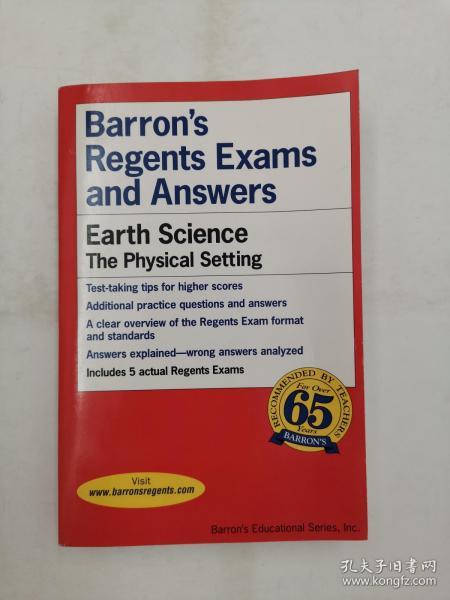 Barron's
Regents Exams
and Answers
Earth Science
The Physical Setting
Test-taking tips for higher scores
Additional practice questions and answers
A clear overview of the Regents Exam format
and standards
Answers explained—wrong answers analyzed
Includes 5 actual Regents Exams
RECOMMENDED BY TEACHERS
For Over
65
Years
BARRON'S
Visit
www.barronsregents.com
Barron's Educational Series, Inc.
孔夫子旧书网
www.kongfz.com